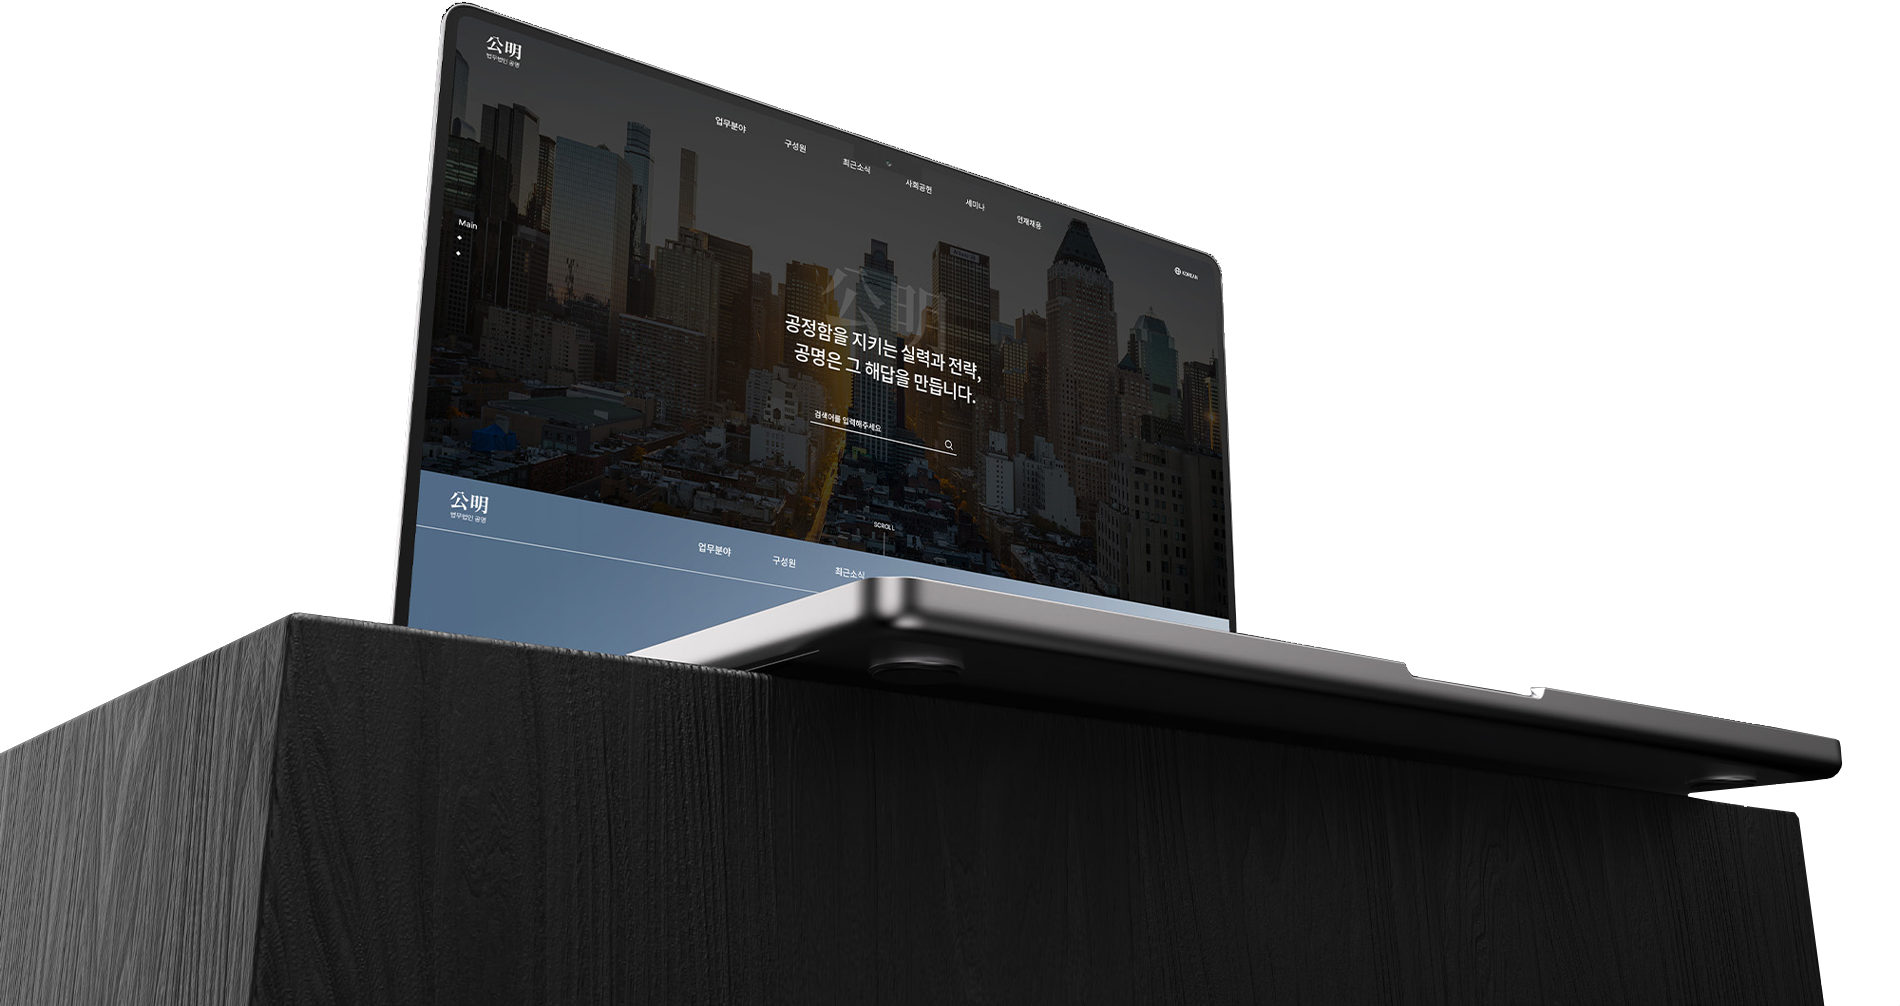 公明
법무법인 공명
업무분야
구성원
최근소식
사회공헌
세미나
인재채용
KOREAN
Main
公明
공정함을 지키는 실력과 전략,
공명은 그 해답을 만듭니다.
검색어를 입력해주세요
SCROLL
公明
법무법인 공명
업무분야
구성원
최근소식